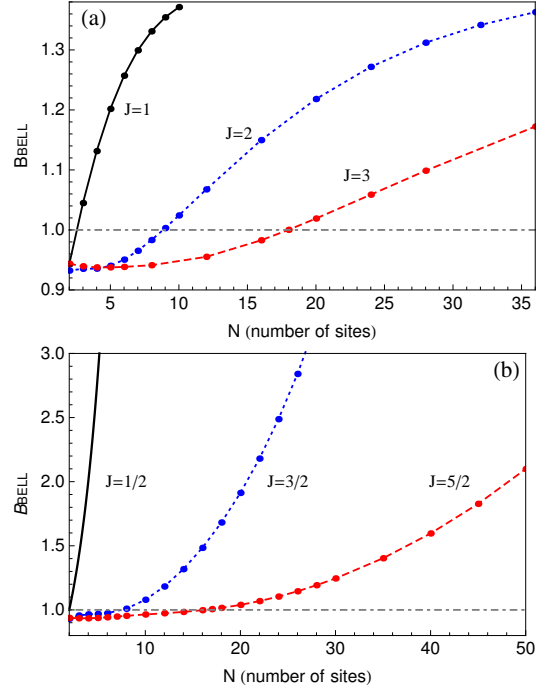 (a)
1.3
1.2
1.1
1.0
0.9
BBELL
J=1
J=2
J=3
5 10 15 20 25 30 35
N (number of sites)
(b)
3.0
2.5
2.0
1.5
1.0
BBELL
J=1/2
J=3/2
J=5/2
10 20 30 40 50
N (number of sites)